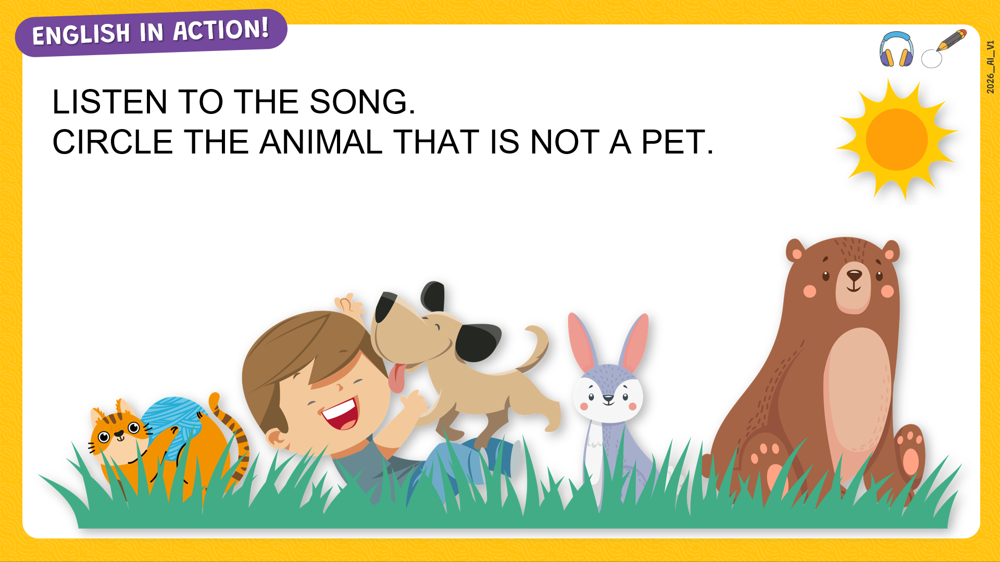 ENGLISH IN ACTION!
2026_AI_V1
LISTEN TO THE SONG.
CIRCLE THE ANIMAL THAT IS NOT A PET.